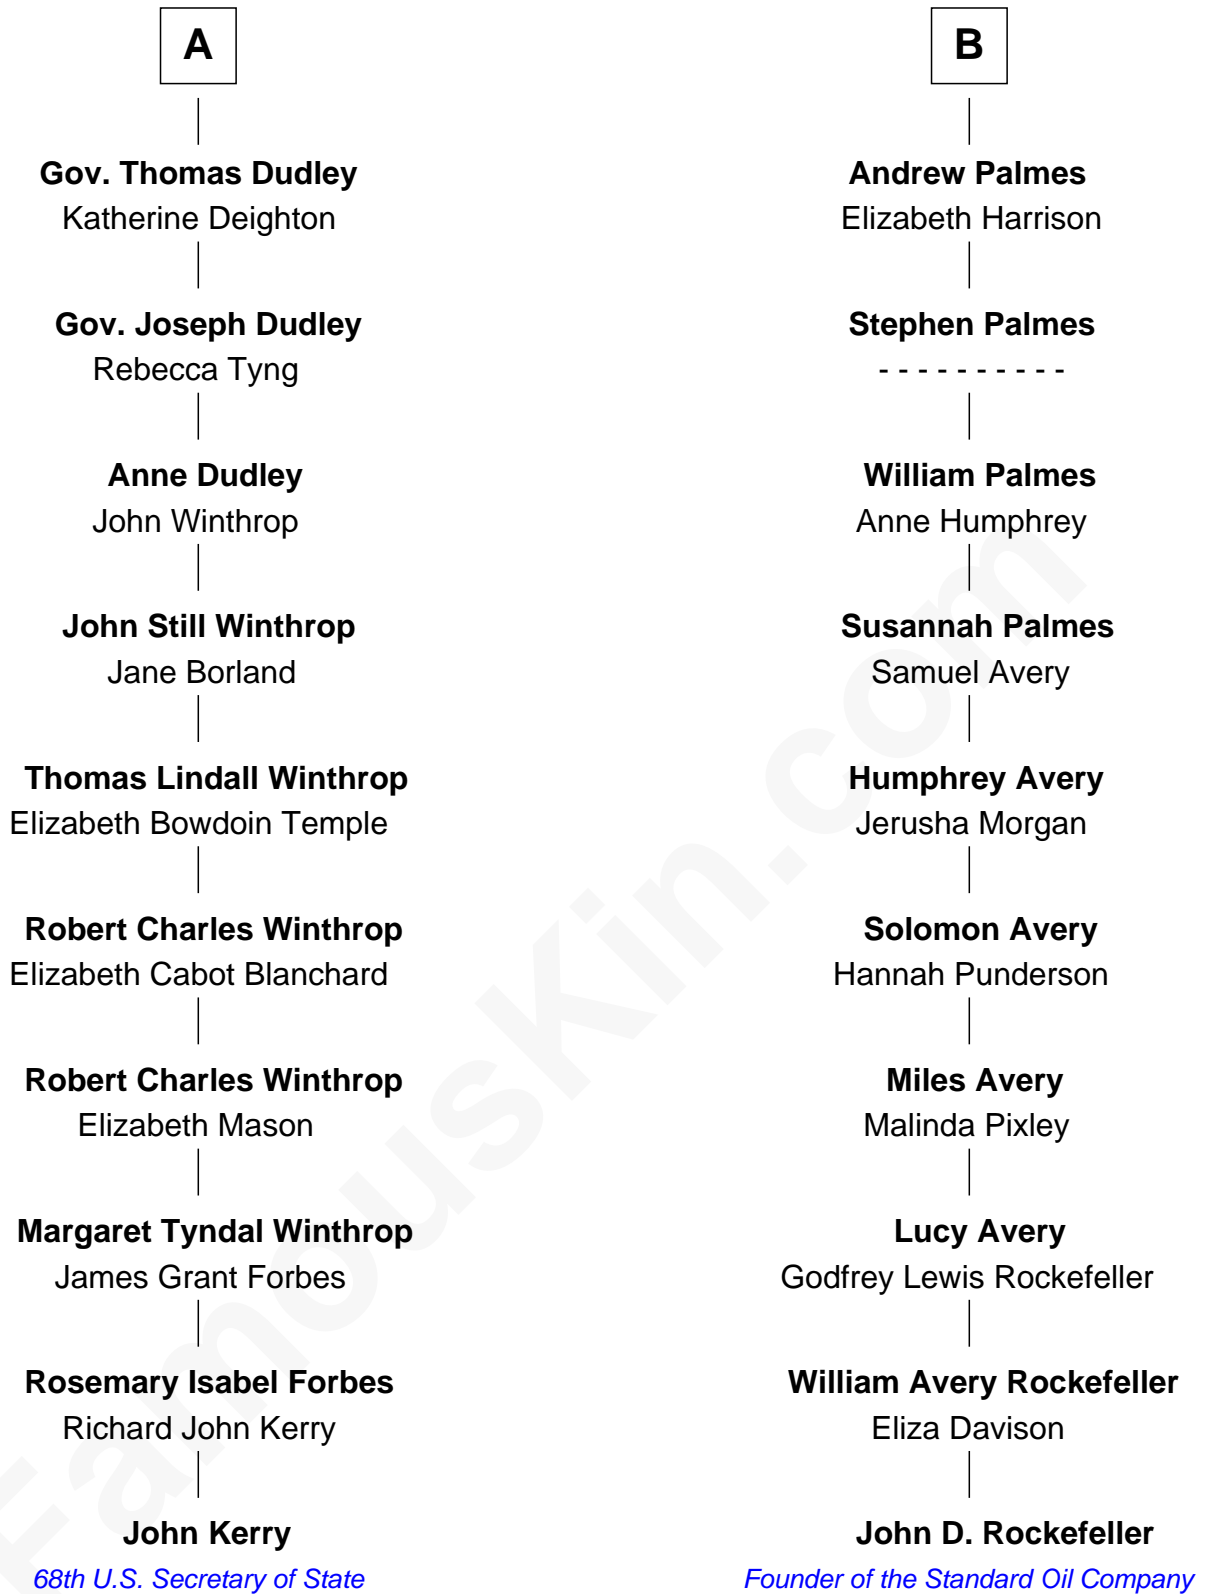 A
Gov. Thomas Dudley
Katherine Deighton
Gov. Joseph Dudley
Rebecca Tyng
Anne Dudley
John Winthrop
John Still Winthrop
Jane Borland
Thomas Lindall Winthrop
Elizabeth Bowdoin Temple
Robert Charles Winthrop
Elizabeth Cabot Blanchard
Robert Charles Winthrop
Elizabeth Mason
Margaret Tyndal Winthrop
James Grant Forbes
Rosemary Isabel Forbes
Richard John Kerry
John Kerry
68th U.S. Secretary of State
B
Andrew Palmes
Elizabeth Harrison
Stephen Palmes
- - - - - - - - - -
William Palmes
Anne Humphrey
Susannah Palmes
Samuel Avery
Humphrey Avery
Jerusha Morgan
Solomon Avery
Hannah Punderson
Miles Avery
Malinda Pixley
Lucy Avery
Godfrey Lewis Rockefeller
William Avery Rockefeller
Eliza Davison
John D. Rockefeller
Founder of the Standard Oil Company
FamousKin.com